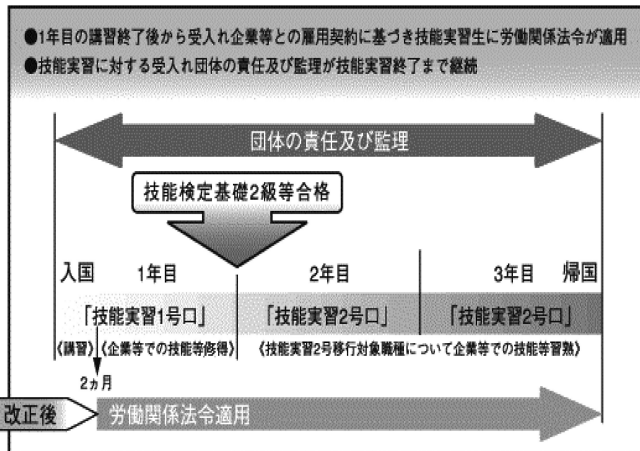 ●1年目の講習終了後から受入れ企業等との雇用契約に基づき技能実習生に労働関係法令が適用
●技能実習に対する受入れ団体の責任及び監理が技能実習終了まで継続
団体の責任及び監理
技能検定基礎2級等合格
入国 1年目 2年目 3年目 帰国
「技能実習1号ロ」 「技能実習2号ロ」 「技能実習2号ロ」
《講習》《企業等での技能等修得》 《技能実習2号移行対象職種について企業等での技能等習熟》
2ヵ月
改正後 労働関係法令適用